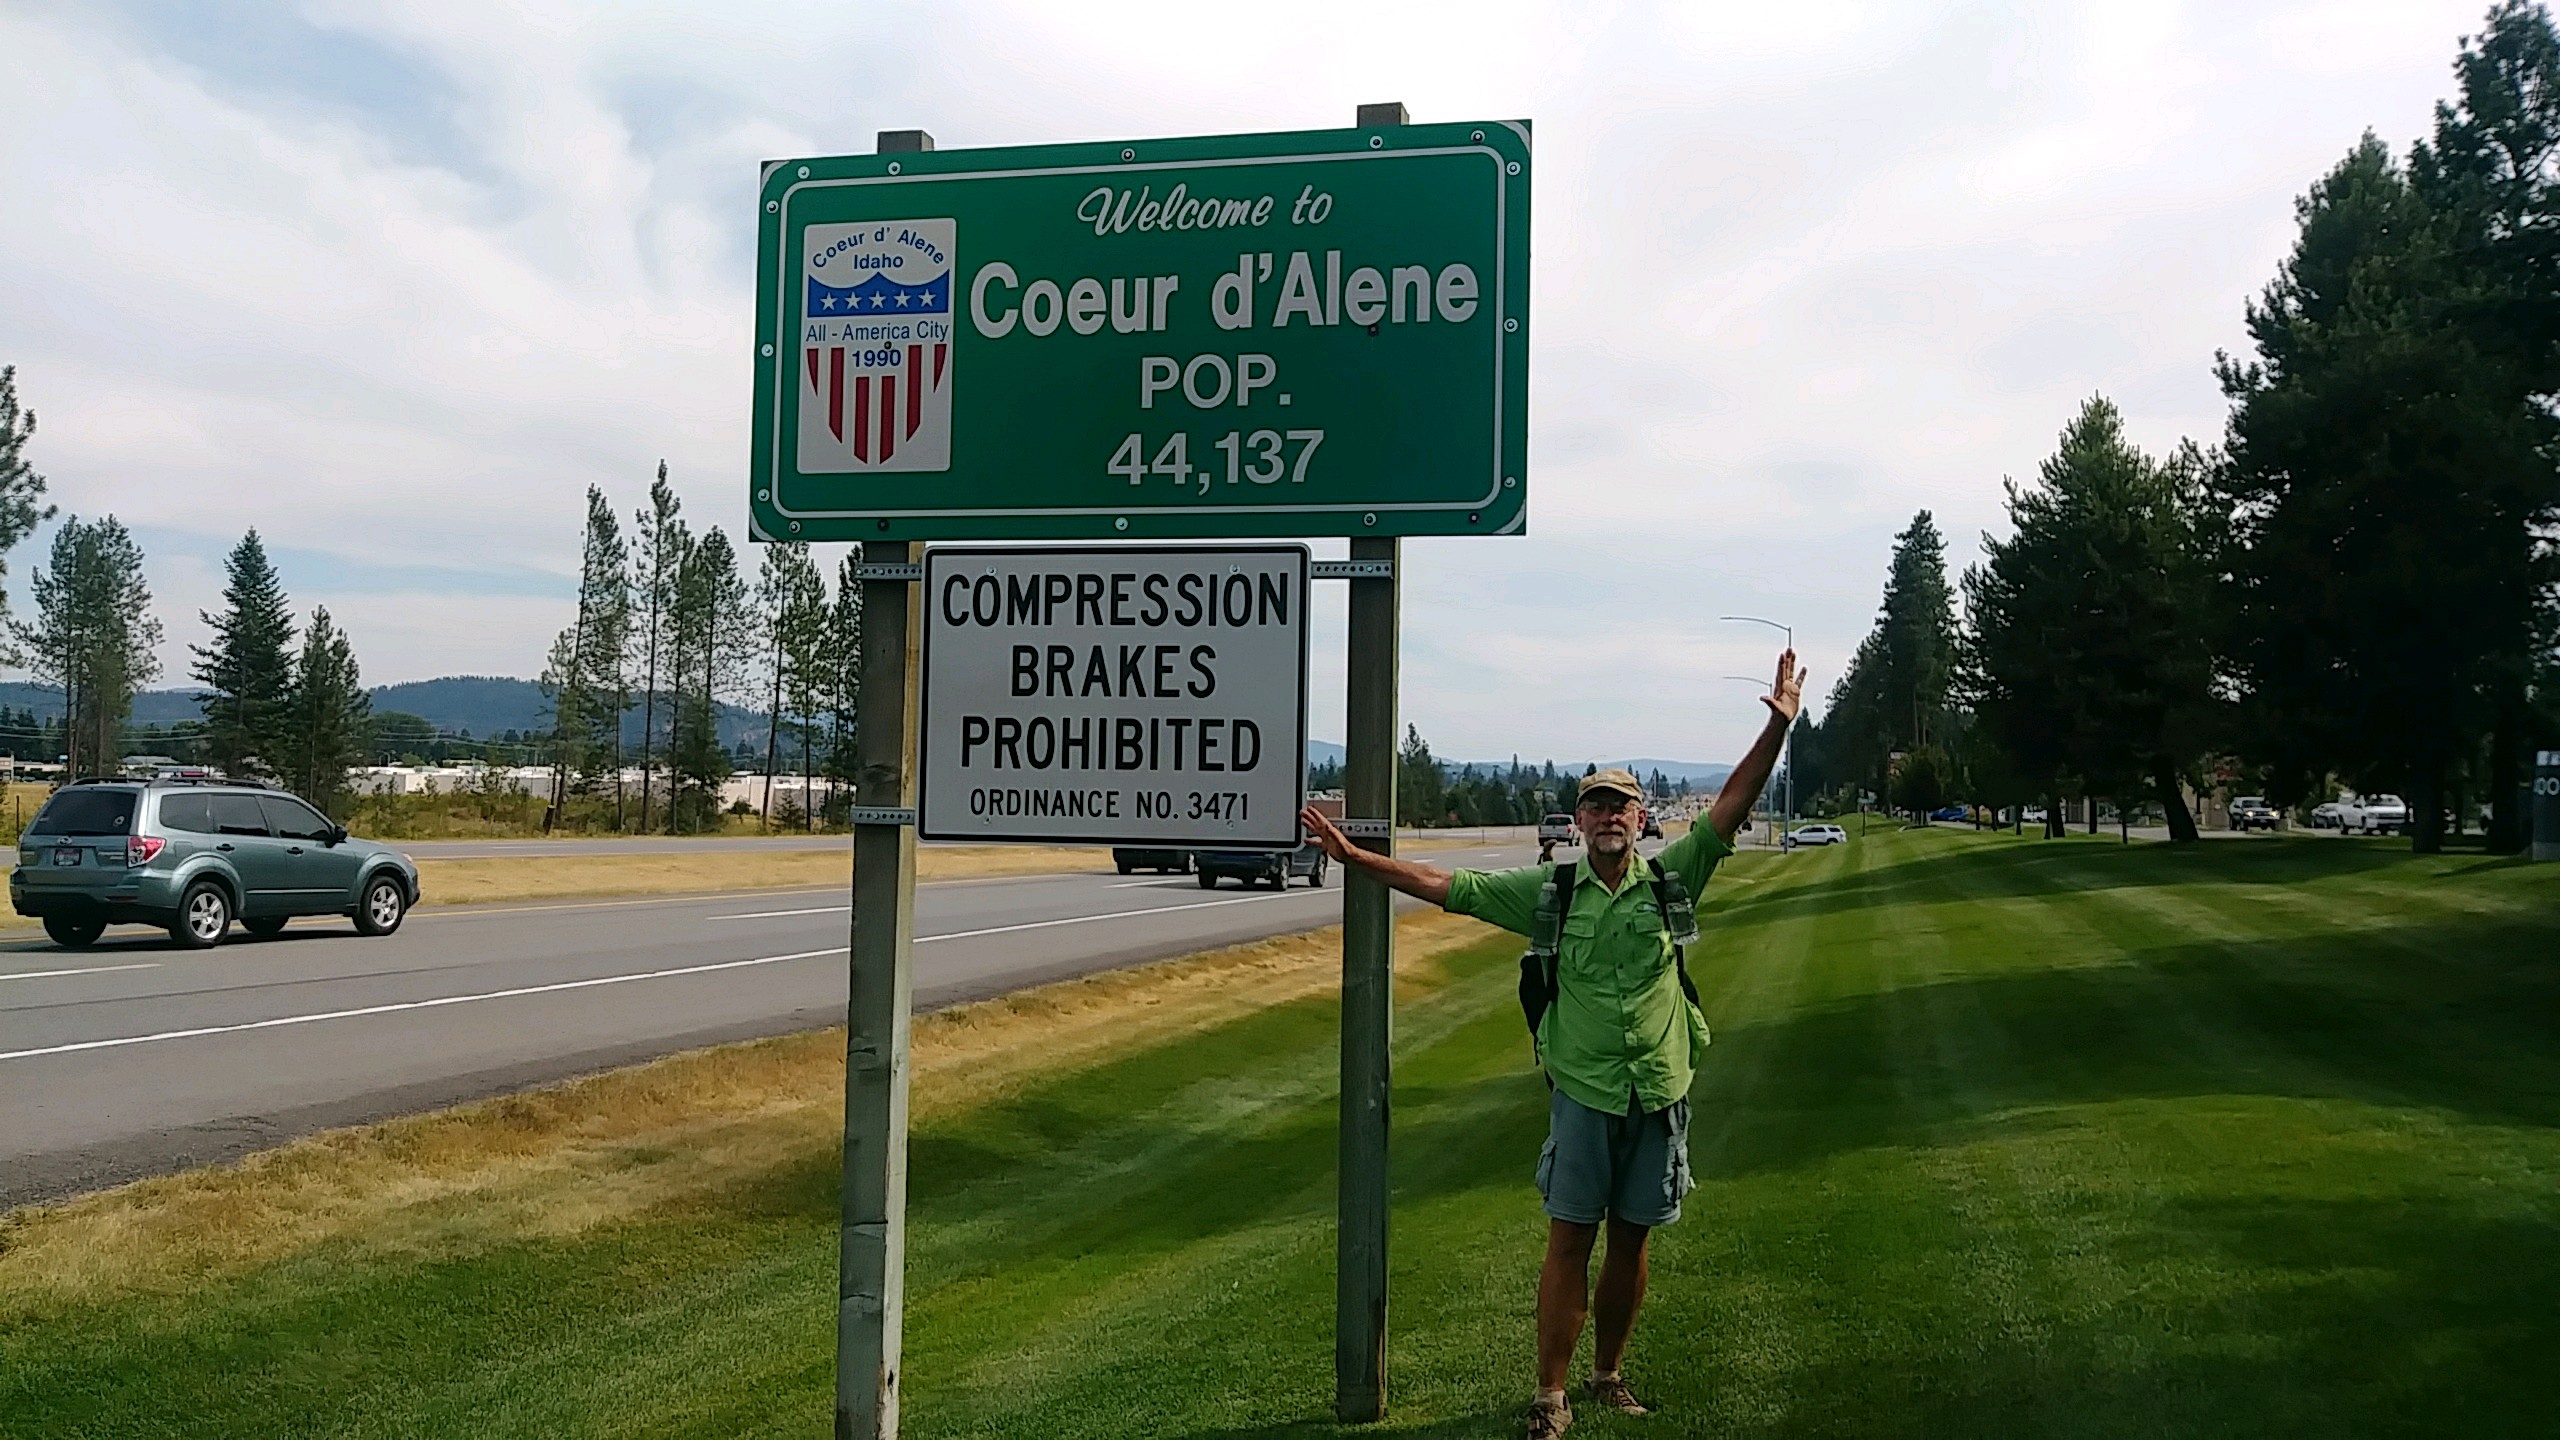 Welcome to
Coeur d'Alene
POP.
44,137
Coeur d' Alene
Idaho
All - America City
1990
COMPRESSION
BRAKES
PROHIBITED
ORDINANCE NO. 3471